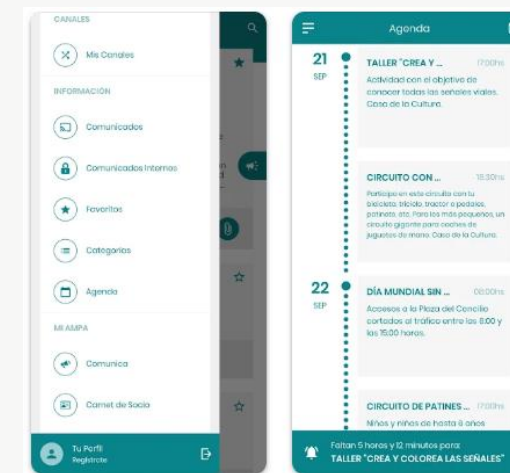 CANALES
Mis Canales
INFORMACIÓN
Comunicados
Comunicados Internos
Favoritos
Categorías
Agenda
MI AMPA
Comunica
Carnet de Socio
Tu Perfil
Regístrate
Agenda
21
SEP
TALLER "CREA Y ... 17:00hs
Actividad con el objetivo de
conocer todas las señales viales.
Casa de la Cultura.
CIRCUITO CON ... 18:30hs
Participa en este circuito con tu
bicicleta, triciclo, tractor a pedales,
patinete, etc. Para los más pequeños, un
circuito gigante para coches de
juguetes de mano. Casa de la Cultura.
22
SEP
DÍA MUNDIAL SIN ... 08:00hs
Accesos a la Plaza del Concilio
cortados al tráfico entre las 8:00 y
las 15:00 horas.
CIRCUITO DE PATINES ... 17:00hs
Niños y niñas de hasta 8 años
Faltan 5 horas y 12 minutos para:
TALLER "CREA Y COLOREA LAS SEÑALES"